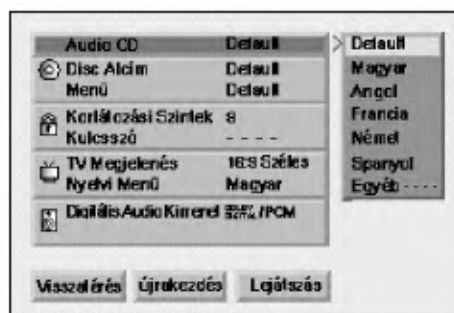 Audio CD Default
Disc Alcím Default
Menü Default
Korlátozási Szintek 8
Kulcsszó - - - -
TV Megjelenés 16:9 Széles
Nyelvi Menü Magyar
Digitális Audio Kimenet /PCM
> Default
Magyar
Angol
Francia
Német
Spanyol
Egyéb - - - -
Visszatérés Újrakezdés Lejátszás